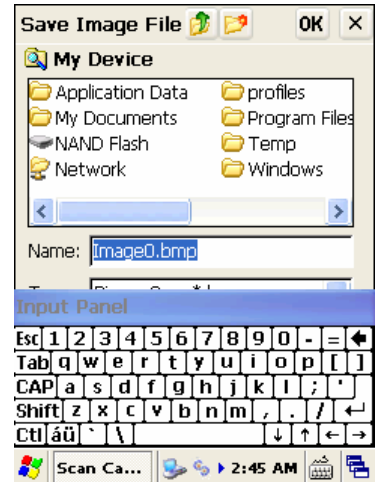 Save Image File OK ×
My Device
Application Data profiles
My Documents Program Files
NAND Flash Temp
Network Windows
Name: Image0.bmp
Input Panel
Esc 1 2 3 4 5 6 7 8 9 0 - = 
Tab q w e r t y u i o p [ ]
CAP a s d f g h j k l ; '
Shift z x c v b n m , . /
Ctl áü ` \
Scan Ca... 2:45 AM